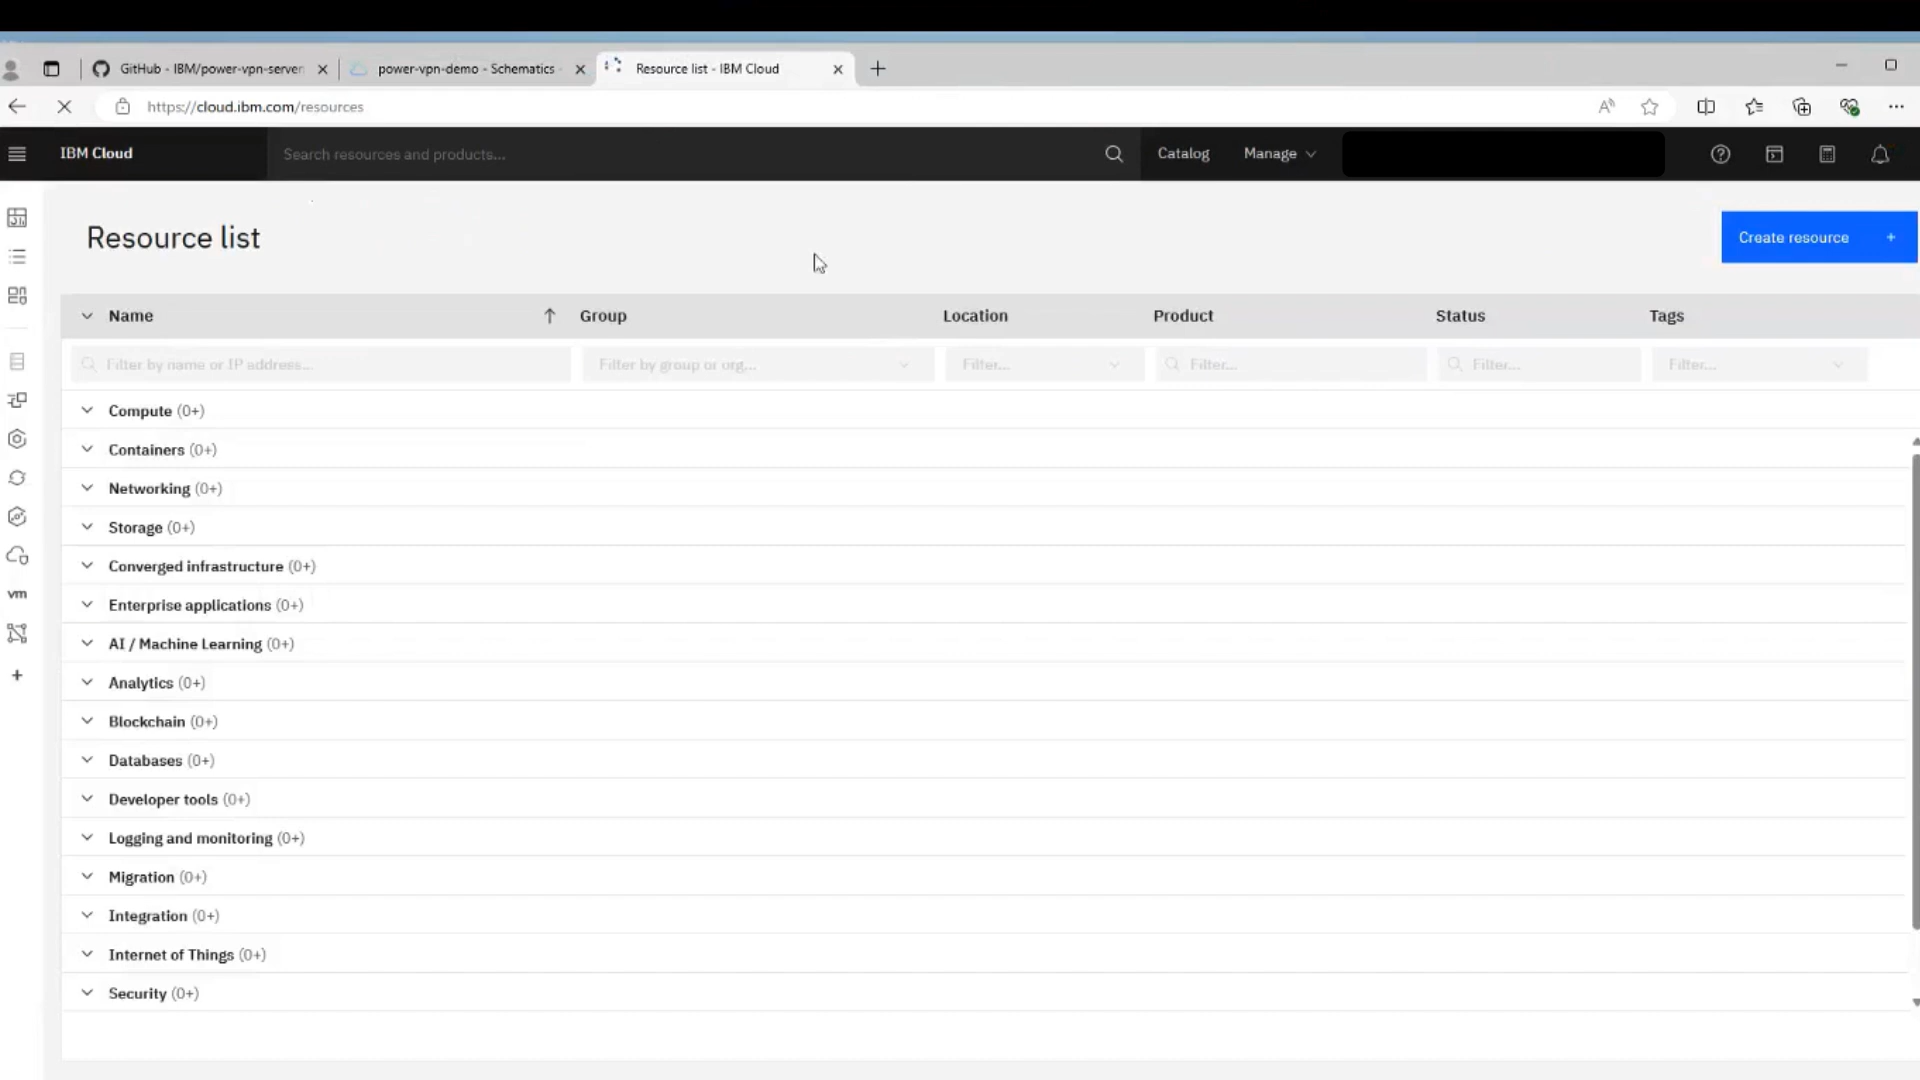 GitHub - IBM/power-vpn-server
power-vpn-demo - Schematics
Resource list - IBM Cloud
https://cloud.ibm.com/resources
IBM Cloud
Search resources and products...
Catalog
Manage
Resource list
Create resource +
Name
Group
Location
Product
Status
Tags
Filter by name or IP address...
Filter by group or org...
Filter...
Filter...
Filter...
Filter...
Compute (0+)
Containers (0+)
Networking (0+)
Storage (0+)
Converged infrastructure (0+)
Enterprise applications (0+)
AI / Machine Learning (0+)
Analytics (0+)
Blockchain (0+)
Databases (0+)
Developer tools (0+)
Logging and monitoring (0+)
Migration (0+)
Integration (0+)
Internet of Things (0+)
Security (0+)
vm